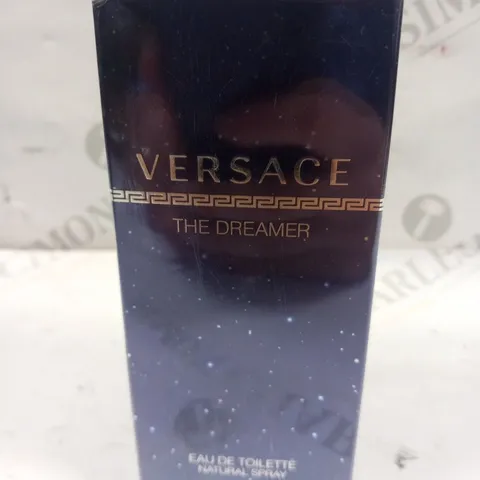 VERSACE
THE DREAMER
EAU DE TOILETTE
NATURAL SPRAY